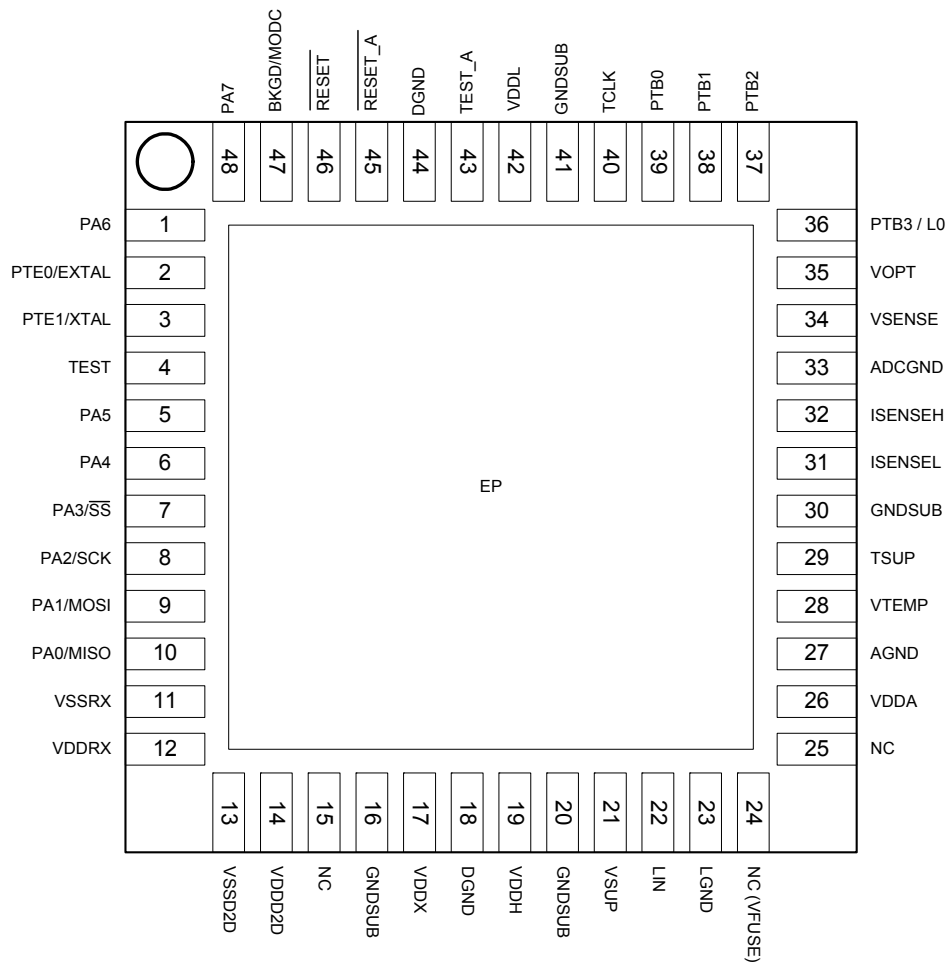 PA7
BKGD/MODC
RESET
RESET_A
DGND
TEST_A
VDDL
GNDSUB
TCLK
PTB0
PTB1
PTB2
48
47
46
45
44
43
42
41
40
39
38
37
PA6 1
PTE0/EXTAL 2
PTE1/XTAL 3
TEST 4
PA5 5
PA4 6
PA3/SS 7
PA2/SCK 8
PA1/MOSI 9
PA0/MISO 10
VSSRX 11
VDDRX 12
EP
36 PTB3 / L0
35 VOPT
34 VSENSE
33 ADCGND
32 ISENSEH
31 ISENSEL
30 GNDSUB
29 TSUP
28 VTEMP
27 AGND
26 VDDA
25 NC
13
14
15
16
17
18
19
20
21
22
23
24
VSSD2D
VDDD2D
NC
GNDSUB
VDDX
DGND
VDDH
GNDSUB
VSUP
LIN
LGND
NC (VFUSE)